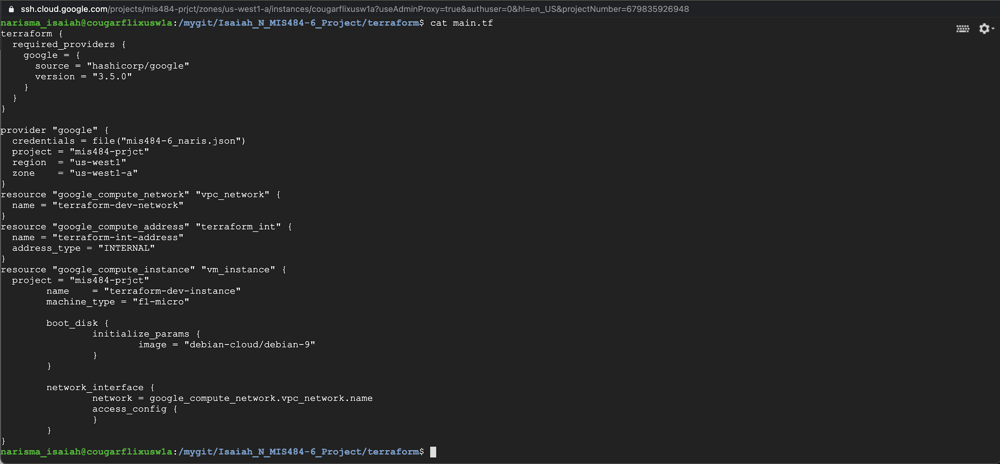 ssh.cloud.google.com/projects/mis484-prjct/zones/us-west1-a/instances/cougarflixusw1a?useAdminProxy=true&authuser=0&hl=en_US&projectNumber=679835926948
narisma_isaiah@cougarflixusw1a:/mygit/Isaiah_N_MIS484-6_Project/terraform$ cat main.tf
terraform {
  required_providers {
    google = {
      source = "hashicorp/google"
      version = "3.5.0"
    }
  }
}

provider "google" {
  credentials = file("mis484-6_naris.json")
  project = "mis484-prjct"
  region  = "us-west1"
  zone    = "us-west1-a"
}
resource "google_compute_network" "vpc_network" {
  name = "terraform-dev-network"
}
resource "google_compute_address" "terraform_int" {
  name = "terraform-int-address"
  address_type = "INTERNAL"
}
resource "google_compute_instance" "vm_instance" {
  project = "mis484-prjct"
        name    = "terraform-dev-instance"
        machine_type = "f1-micro"

        boot_disk {
                initialize_params {
                        image = "debian-cloud/debian-9"
                }
        }

        network_interface {
                network = google_compute_network.vpc_network.name
                access_config {
                }
        }
}
narisma_isaiah@cougarflixusw1a:/mygit/Isaiah_N_MIS484-6_Project/terraform$